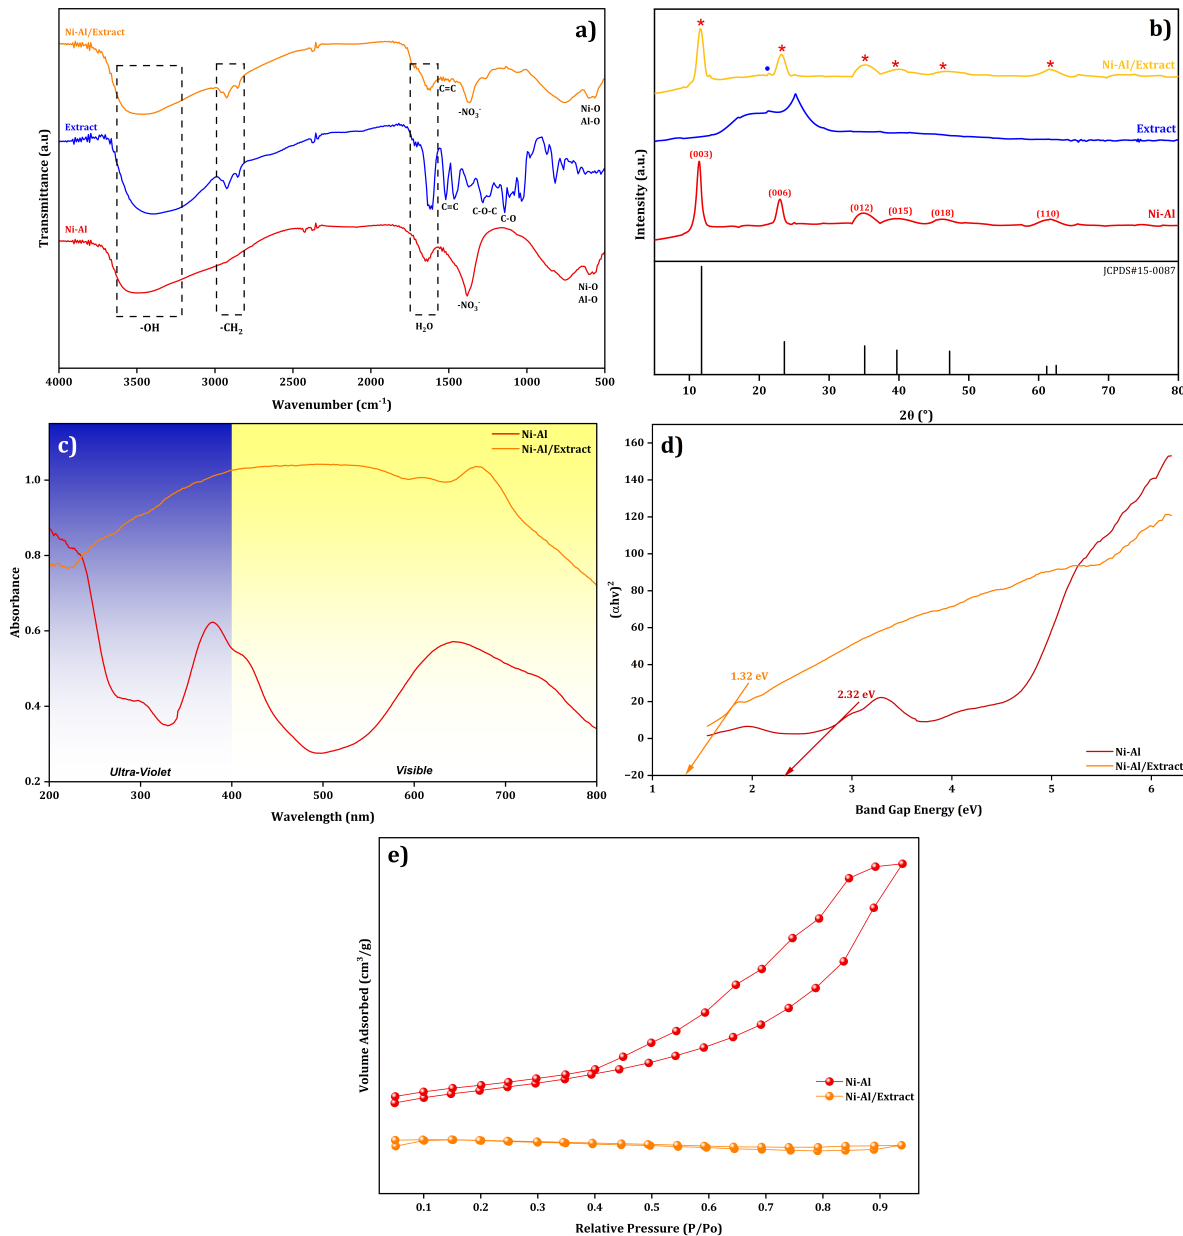 a)
Ni-Al/Extract
Extract
Ni-Al
C=C
-NO₃⁻
Ni-O
Al-O
C=C
C-O-C
C-O
-NO₃⁻
Ni-O
Al-O
-OH
-CH₂
H₂O
Transmittance (a.u)
4000 3000 2000 1000 500
Wavenumber (cm⁻¹)
b)
* * * * * *
Ni-Al/Extract
Extract
(003)
(006)
(012)
(015)
(018)
(110)
Ni-Al
JCPDS#15-0087
Intensity (a.u.)
10 20 30 40 50 60 70 80
2θ (°)
c)
Ni-Al
Ni-Al/Extract
1.0
0.8
0.6
0.4
0.2
Absorbance
Ultra-Violet
Visible
200 300 400 500 600 700 800
Wavelength (nm)
d)
160
140
120
100
80
60
40
20
0
−20
(αhv)²
1.32 eV
2.32 eV
Ni-Al
Ni-Al/Extract
1 2 3 4 5 6
Band Gap Energy (eV)
e)
Volume Adsorbed (cm³/g)
Ni-Al
Ni-Al/Extract
0.1 0.2 0.3 0.4 0.5 0.6 0.7 0.8 0.9
Relative Pressure (P/Po)